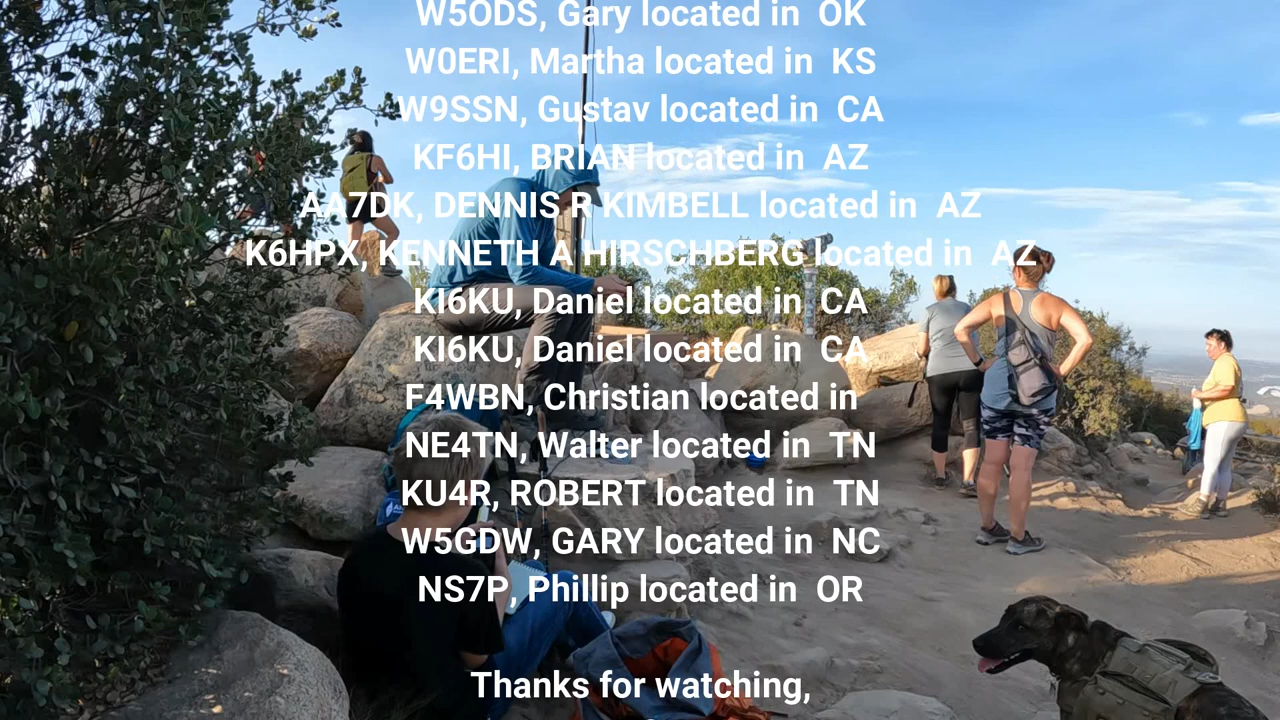 W5ODS, Gary located in OK
W0ERI, Martha located in KS
W9SSN, Gustav located in CA
KF6HI, BRIAN located in AZ
AA7DK, DENNIS R KIMBELL located in AZ
K6HPX, KENNETH A HIRSCHBERG located in AZ
KI6KU, Daniel located in CA
KI6KU, Daniel located in CA
F4WBN, Christian located in
NE4TN, Walter located in TN
KU4R, ROBERT located in TN
W5GDW, GARY located in NC
NS7P, Phillip located in OR
Thanks for watching,